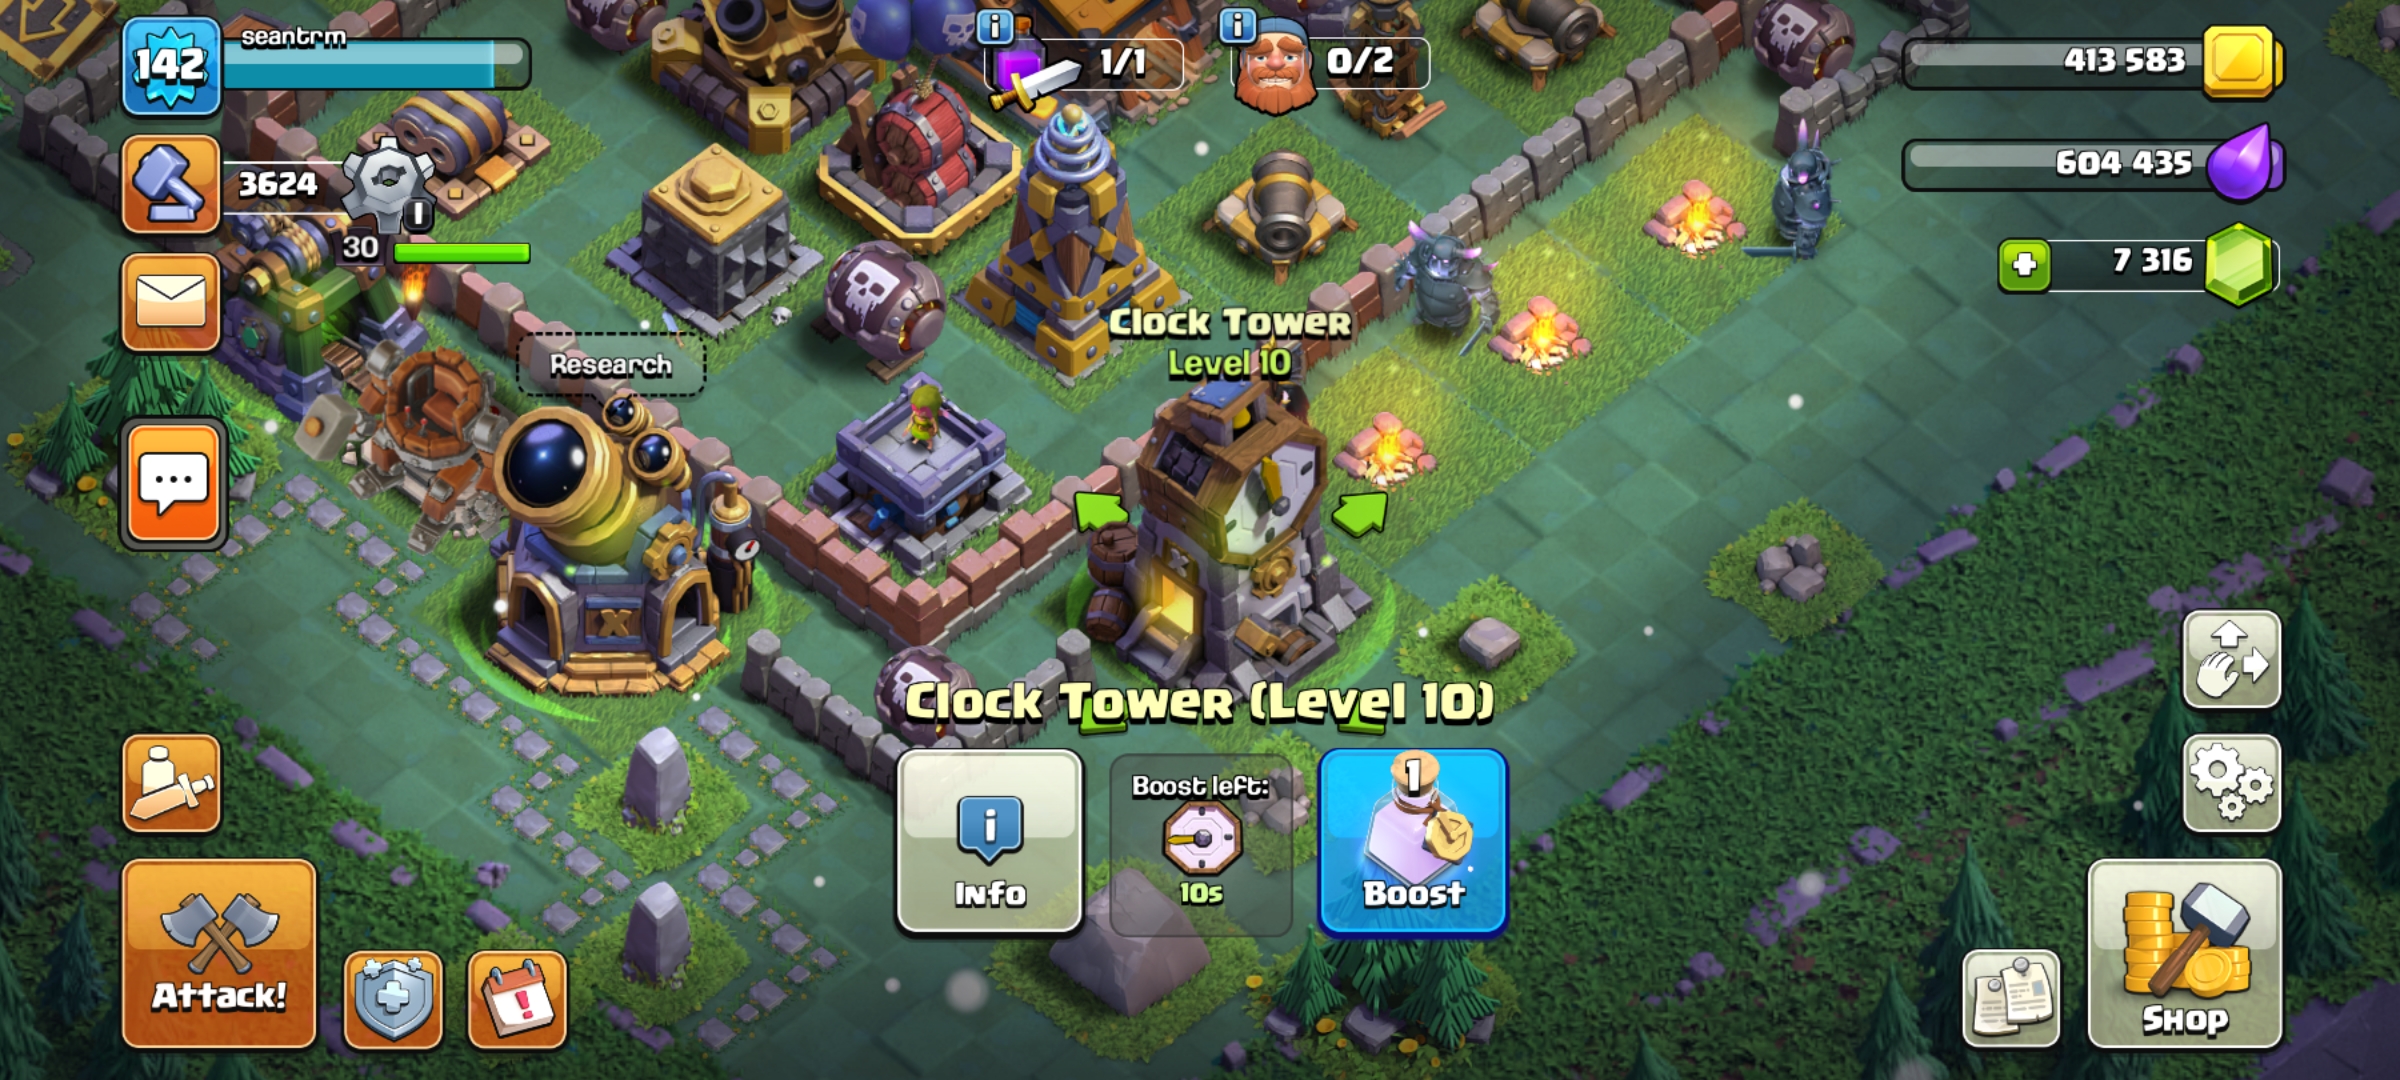 142
seantrm
1/1
0/2
413 583
3624
604 435
30
7 316
Clock Tower
Level 10
Research
Clock Tower (Level 10)
Info
Boost left:
10s
1
Boost
Attack!
Shop